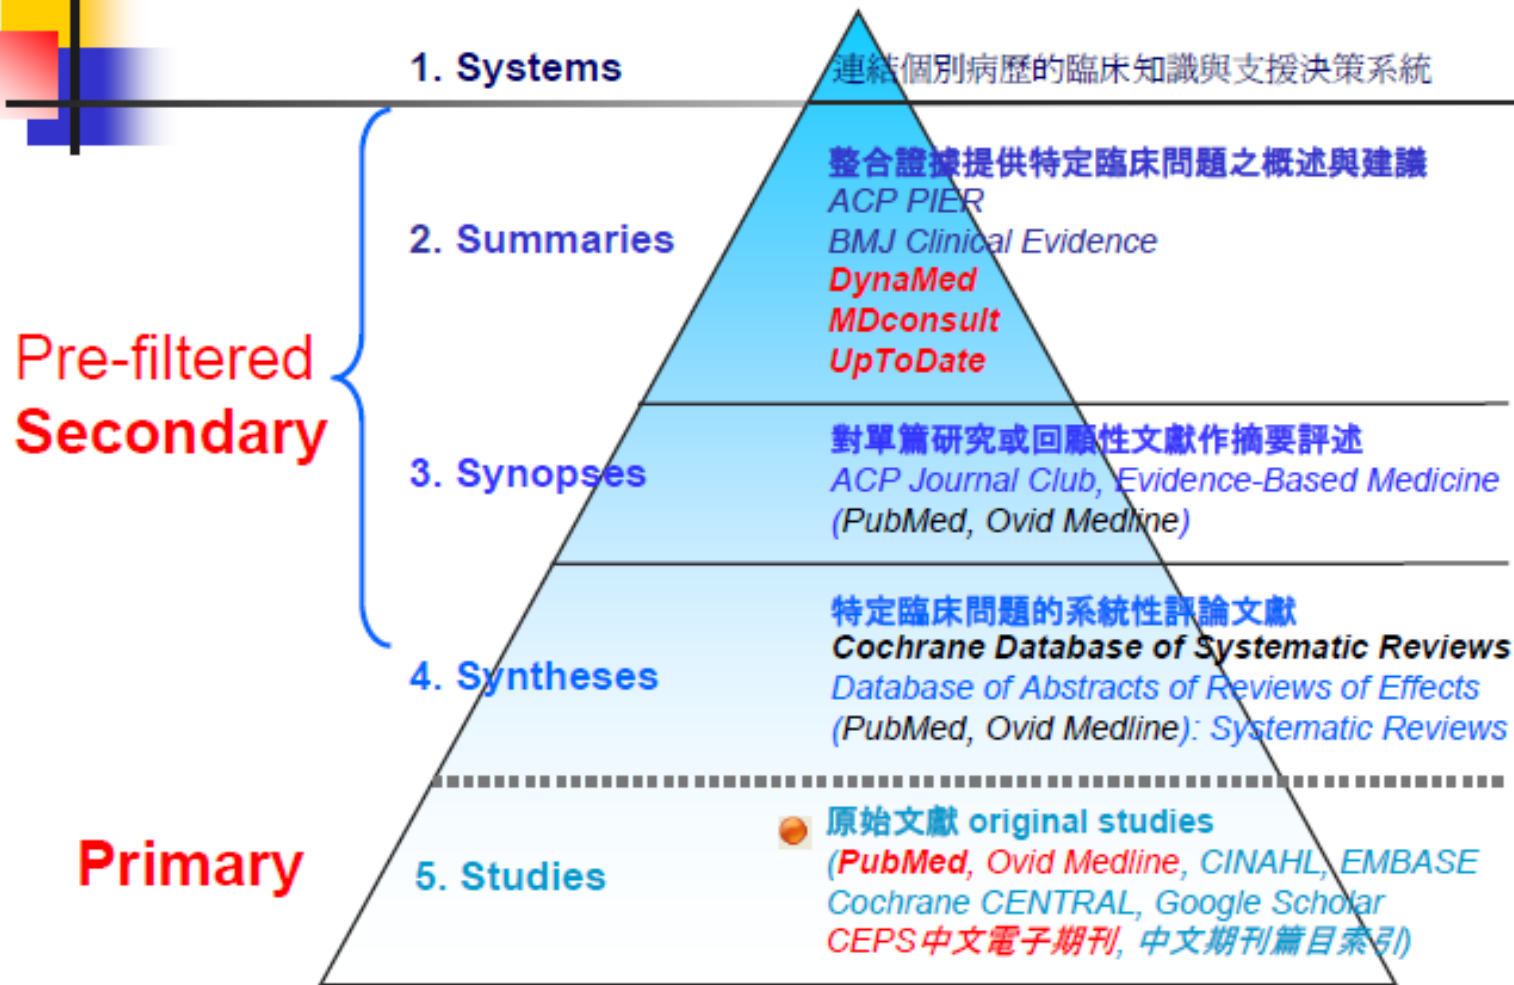 1. Systems
連結個別病歷的臨床知識與支援決策系統
整合證據提供特定臨床問題之概述與建議
ACP PIER
2. Summaries
BMJ Clinical Evidence
DynaMed
MDconsult
UpToDate
Pre-filtered
Secondary
3. Synopses
對單篇研究或回顧性文獻作摘要評述
ACP Journal Club, Evidence-Based Medicine
(PubMed, Ovid Medline)
4. Syntheses
特定臨床問題的系統性評論文獻
Cochrane Database of Systematic Reviews
Database of Abstracts of Reviews of Effects
(PubMed, Ovid Medline): Systematic Reviews
Primary
5. Studies
原始文獻 original studies
(PubMed, Ovid Medline, CINAHL, EMBASE
Cochrane CENTRAL, Google Scholar
CEPS中文電子期刊, 中文期刊篇目索引)